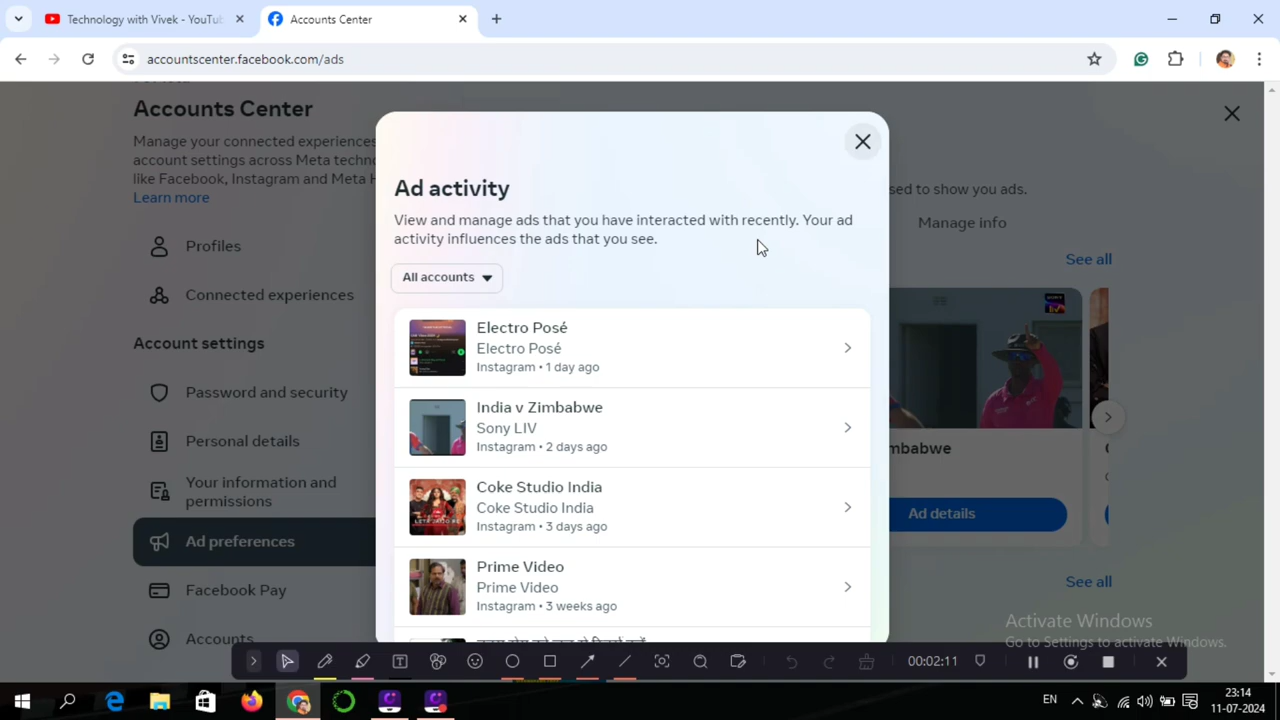 Technology with Vivek - YouTu
Accounts Center
accountscenter.facebook.com/ads
Accounts Center
Manage your connected experiences
account settings across Meta techno
like Facebook, Instagram and Meta H
Learn more
Profiles
Connected experiences
Account settings
Password and security
Personal details
Your information and
permissions
Ad preferences
Facebook Pay
Accounts
Ad activity
View and manage ads that you have interacted with recently. Your ad
activity influences the ads that you see.
All accounts
Electro Posé
Electro Posé
Instagram • 1 day ago
India v Zimbabwe
Sony LIV
Instagram • 2 days ago
Coke Studio India
Coke Studio India
Instagram • 3 days ago
Prime Video
Prime Video
Instagram • 3 weeks ago
sed to show you ads.
Manage info
See all
mbabwe
Ad details
See all
Activate Windows
Go to Settings to activate Windows.
00:02:11
EN
23:14
11-07-2024